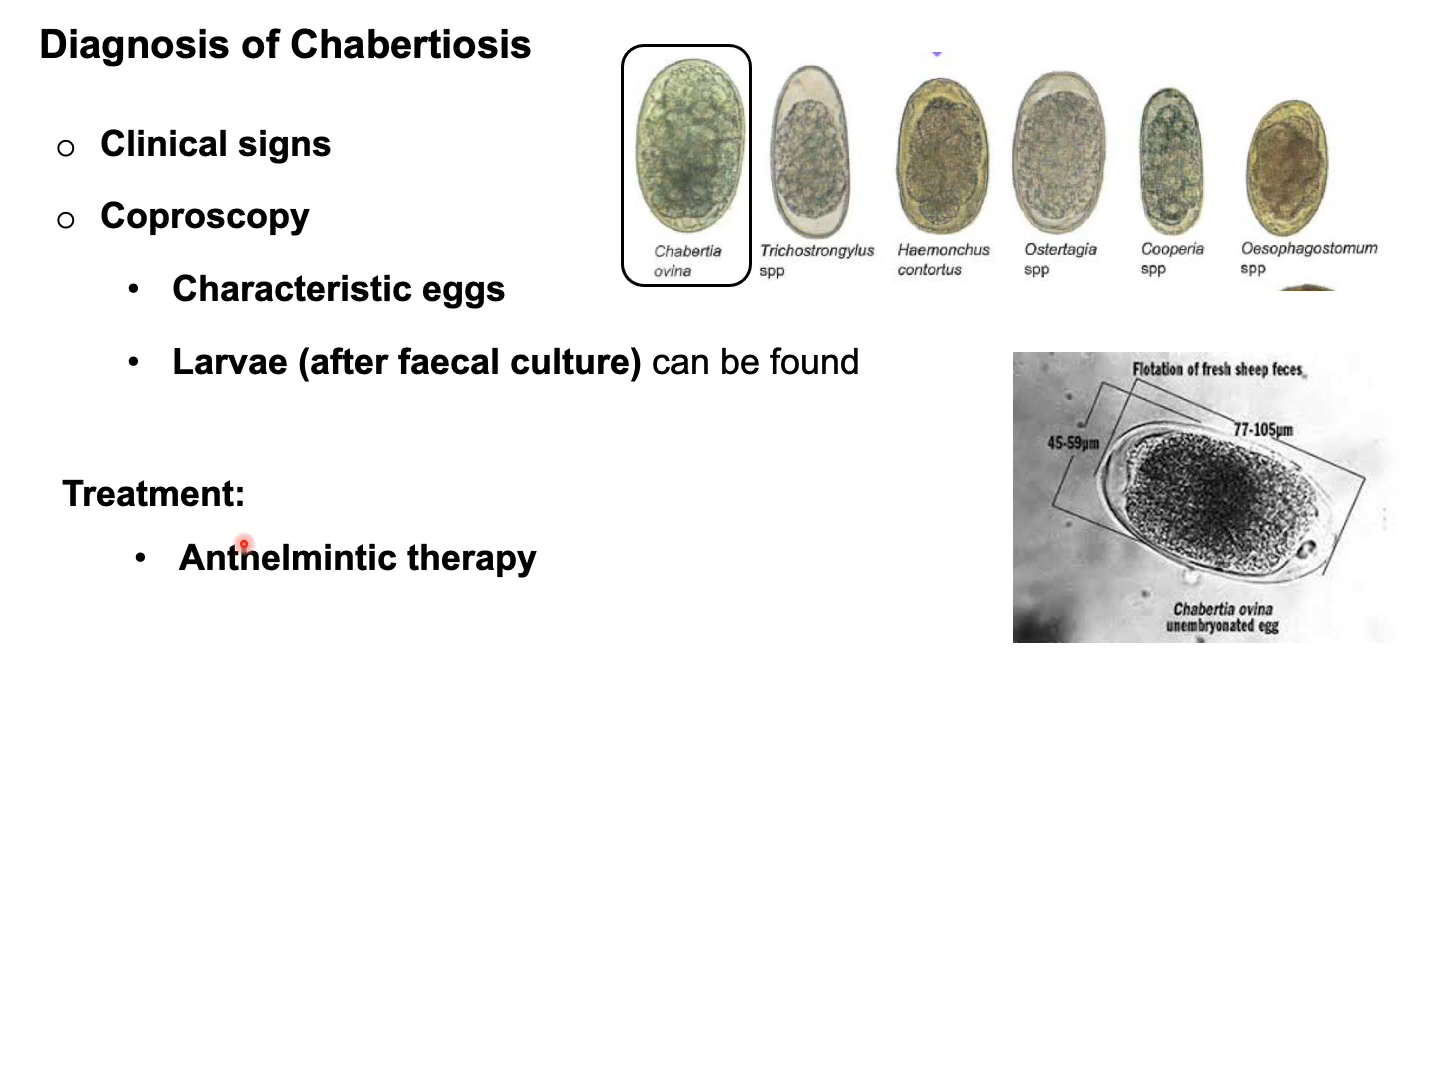 Diagnosis of Chabertiosis
o Clinical signs
o Coproscopy
• Characteristic eggs
• Larvae (after faecal culture) can be found
Treatment:
• Anthelmintic therapy
Chabertia
ovina
Trichostrongylus
spp
Haemonchus
contortus
Ostertagia
spp
Cooperia
spp
Oesophagostomum
spp
Flotation of fresh sheep feces
45-59µm
77-105µm
Chabertia ovina
unembryonated egg